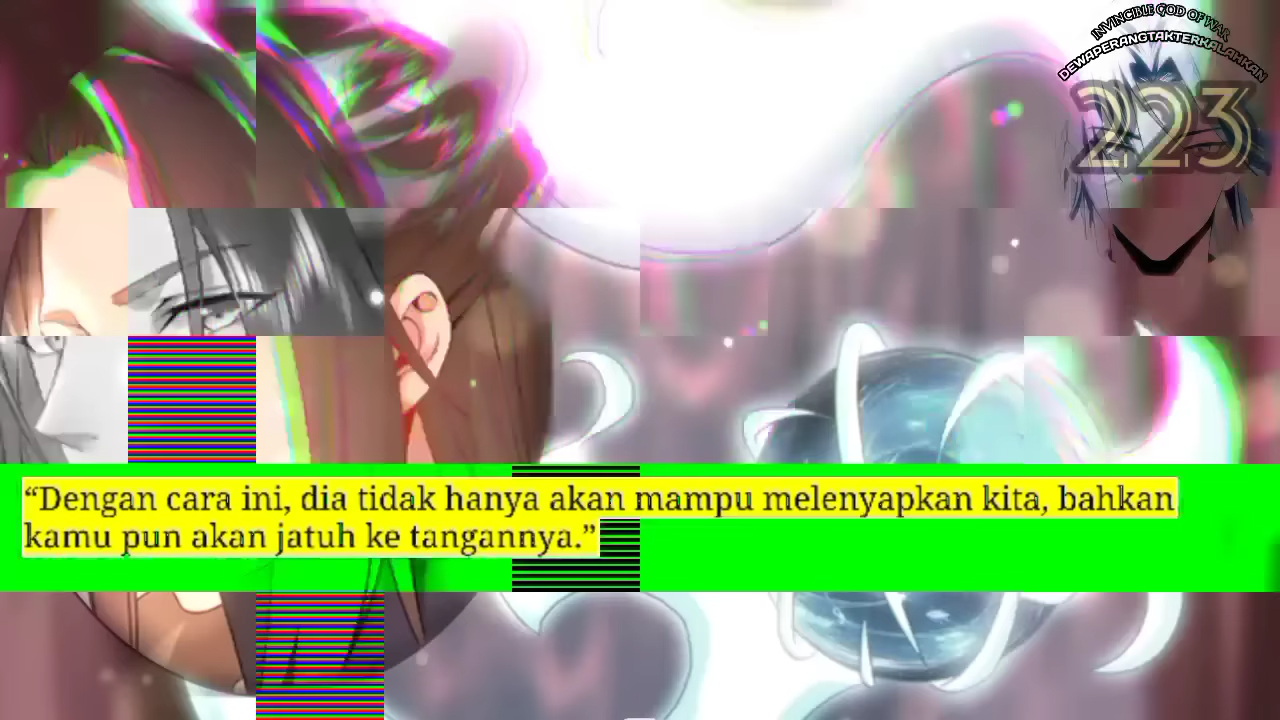 INVINCIBLE GOD OF WAR
DEWAPERANGTAKTERKALAHKAN
223
“Dengan cara ini, dia tidak hanya akan mampu melenyapkan kita, bahkan
kamu pun akan jatuh ke tangannya.”